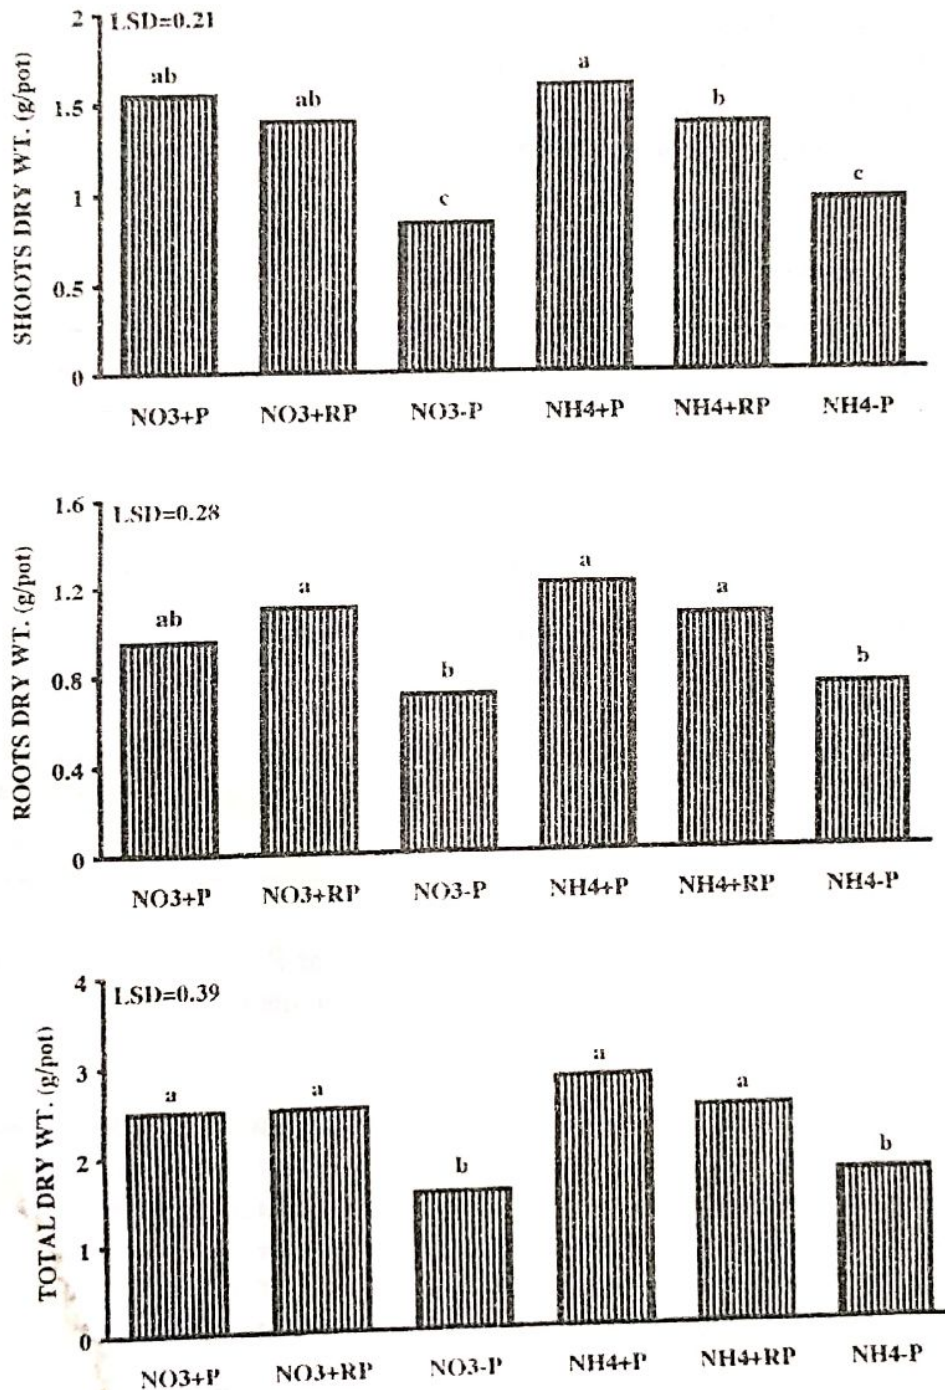 2
LSD=0.21
ab
ab
c
a
b
c
1.5
1
0.5
0
SHOOTS DRY WT. (g/pot)
NO3+P NO3+RP NO3-P NH4+P NH4+RP NH4-P
1.6
LSD=0.28
ab
a
b
a
a
b
1.2
0.8
0.4
0
ROOTS DRY WT. (g/pot)
NO3+P NO3+RP NO3-P NH4+P NH4+RP NH4-P
4
LSD=0.39
a
a
b
a
a
b
3
2
1
0
TOTAL DRY WT. (g/pot)
NO3+P NO3+RP NO3-P NH4+P NH4+RP NH4-P